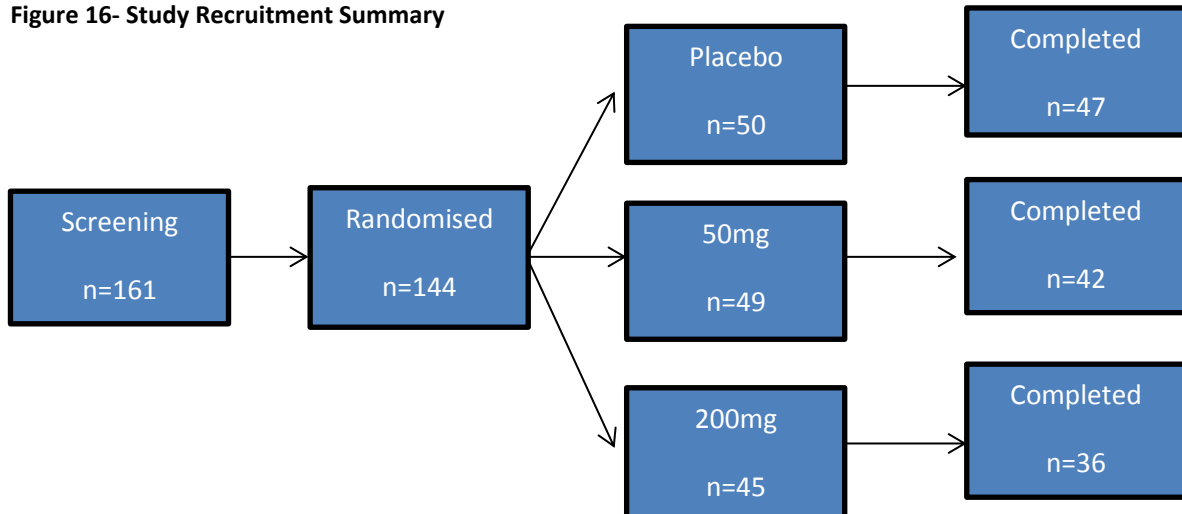 Figure 16- Study Recruitment Summary
Screening
n=161
Randomised
n=144
Placebo
n=50
Completed
n=47
50mg
n=49
Completed
n=42
200mg
n=45
Completed
n=36